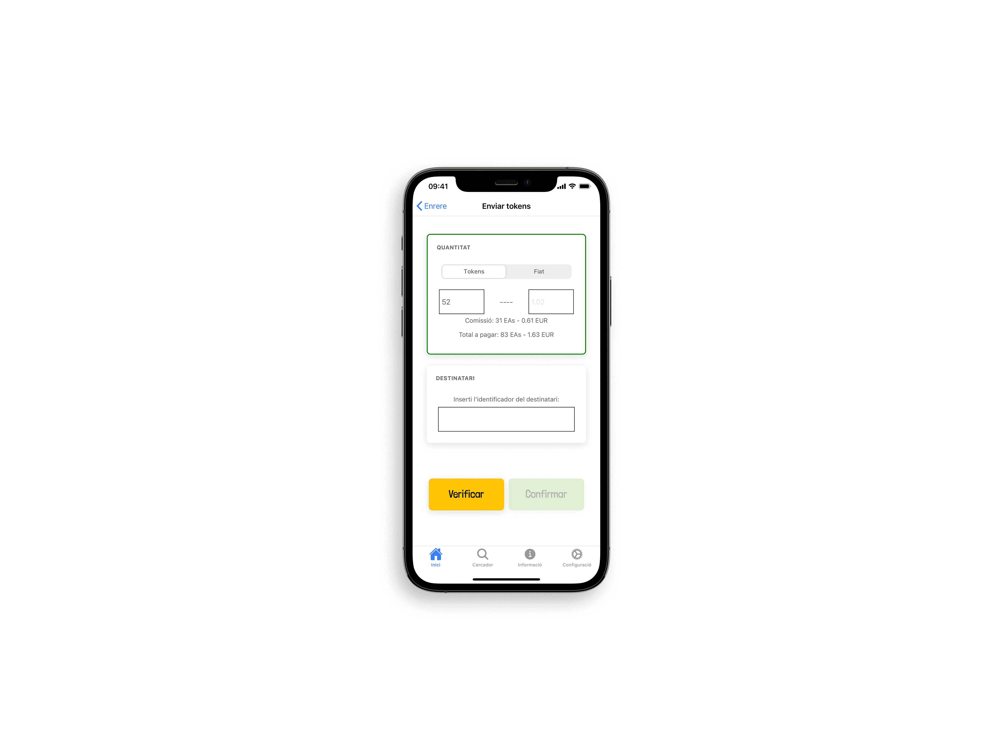 09:41
Enrere
Enviar tokens
QUANTITAT
Tokens Fiat
52 ---- 1.02
Comissió: 31 EAs - 0.61 EUR
Total a pagar: 83 EAs - 1.63 EUR
DESTINATARI
Inserti l'identificador del destinatari:
Verificar Confirmar
Inici Cercador Informació Configuració